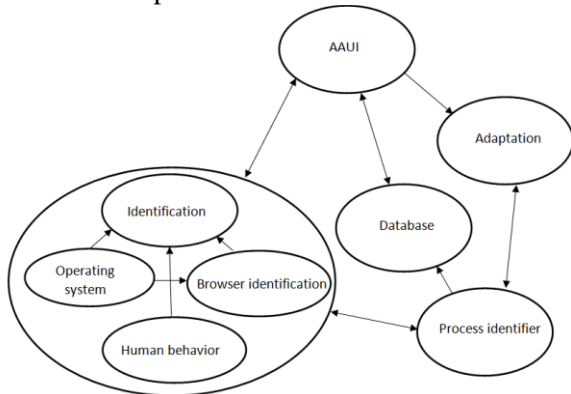 AAUI
Adaptation
Identification
Database
Operating
system
Browser identification
Process identifier
Human behavior